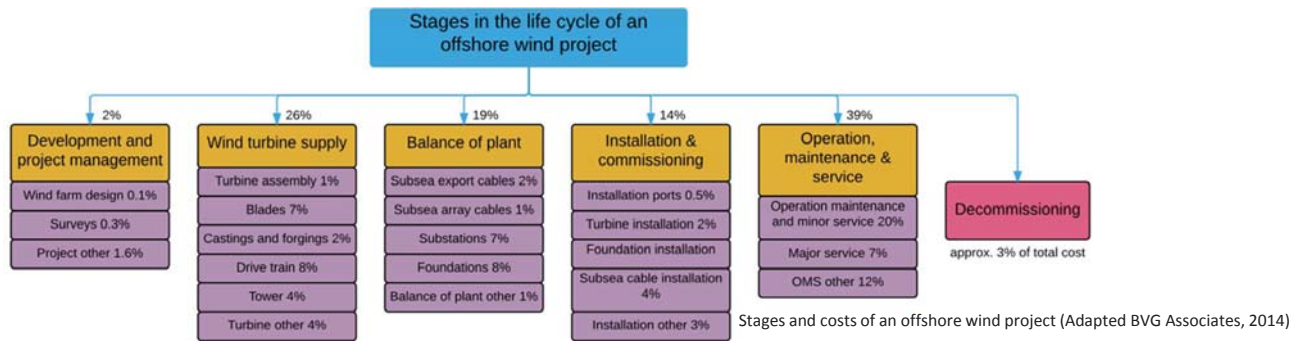 Stages in the life cycle of an
offshore wind project
2%
Development and
project management
Wind farm design 0.1%
Surveys 0.3%
Project other 1.6%
26%
Wind turbine supply
Turbine assembly 1%
Blades 7%
Castings and forgings 2%
Drive train 8%
Tower 4%
Turbine other 4%
19%
Balance of plant
Subsea export cables 2%
Subsea array cables 1%
Substations 7%
Foundations 8%
Balance of plant other 1%
14%
Installation &
commissioning
Installation ports 0.5%
Turbine installation 2%
Foundation installation
Subsea cable installation
4%
Installation other 3%
39%
Operation,
maintenance &
service
Operation maintenance
and minor service 20%
Major service 7%
OMS other 12%
Decommissioning
approx. 3% of total cost
Stages and costs of an offshore wind project (Adapted BVG Associates, 2014)